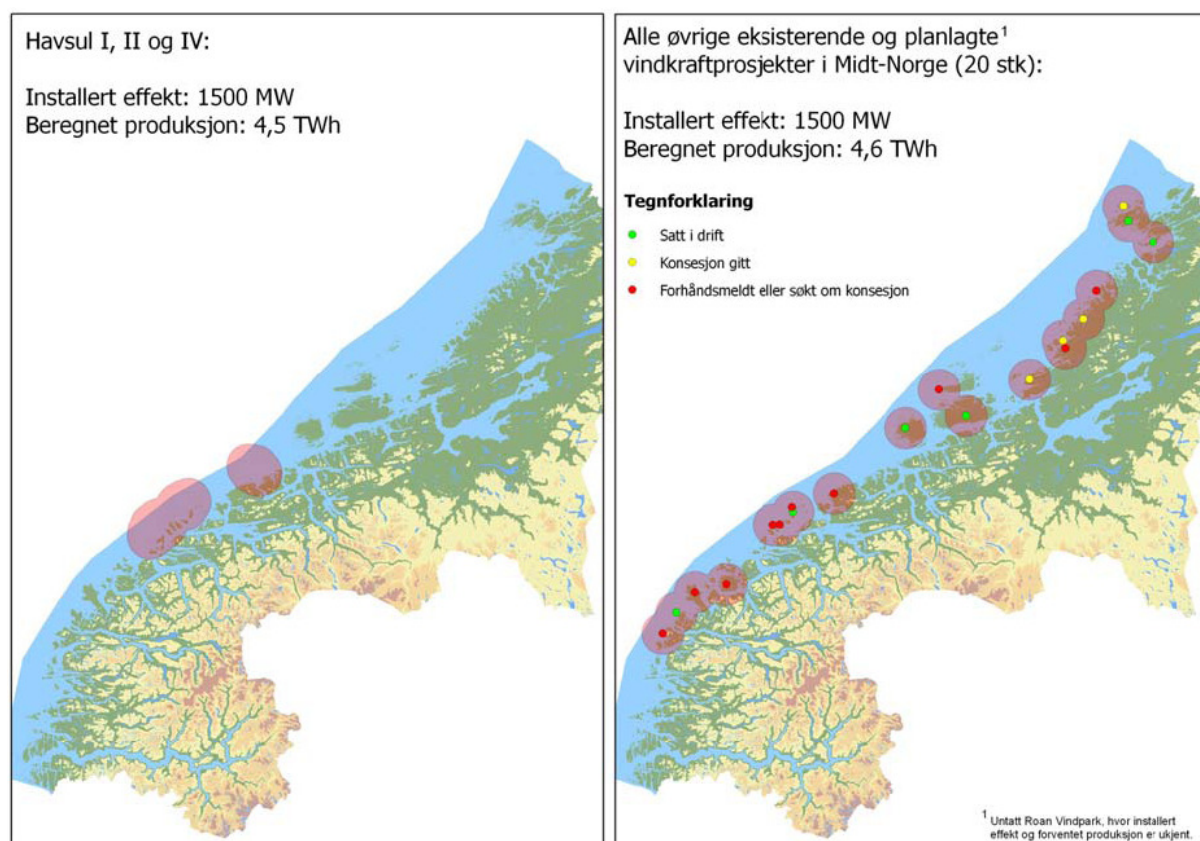 Havsul I, II og IV:
Installert effekt: 1500 MW
Beregnet produksjon: 4,5 TWh
Alle øvrige eksisterende og planlagte¹
vindkraftprosjekter i Midt-Norge (20 stk):
Installert effekt: 1500 MW
Beregnet produksjon: 4,6 TWh
Tegnforklaring
Satt i drift
Konsesjon gitt
Forhåndsmeldt eller søkt om konsesjon
¹ Untatt Roan Vindpark, hvor installert
effekt og forventet produksjon er ukjent.